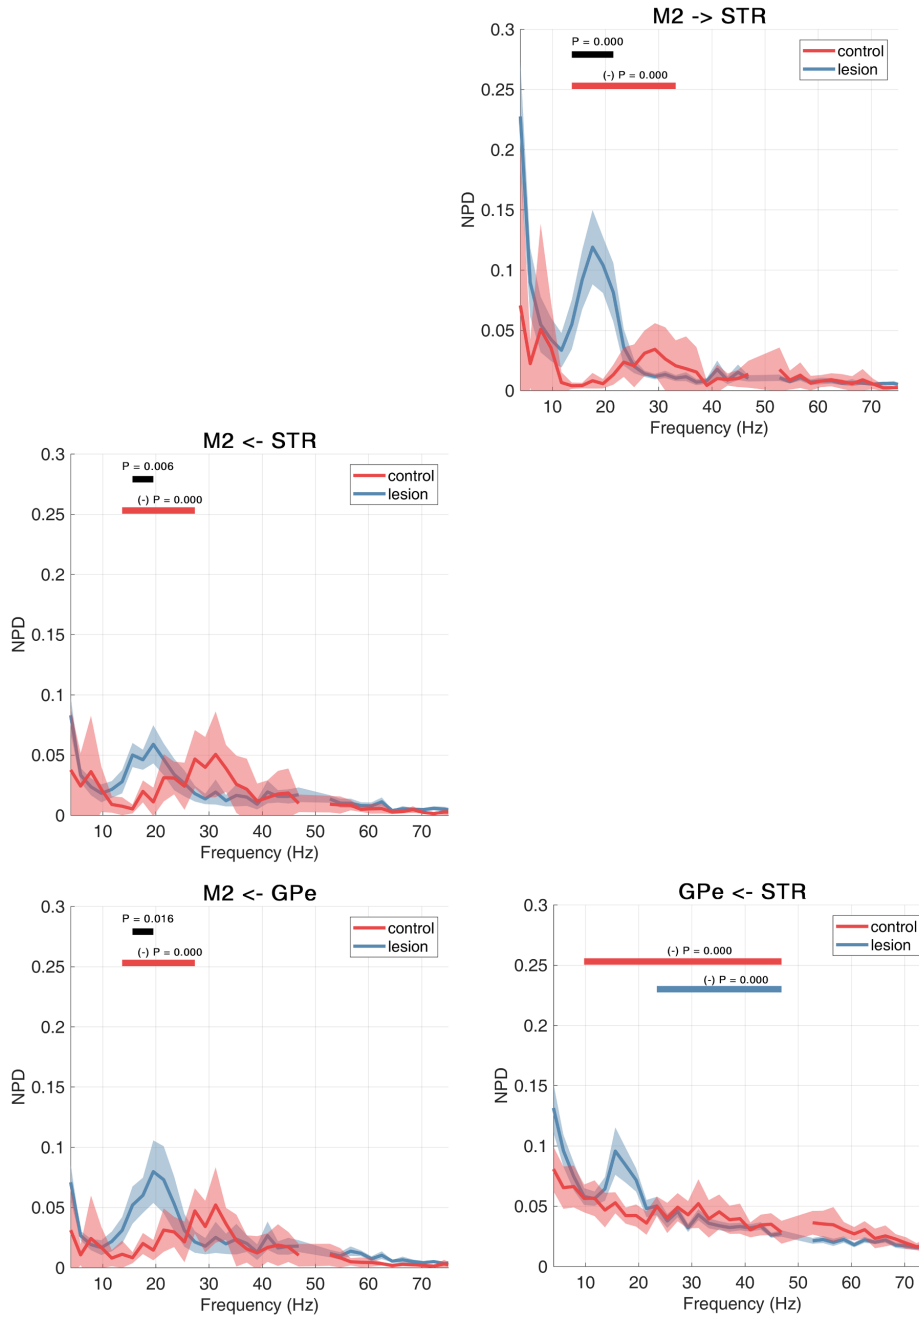 M2 -> STR
0.3
P = 0.000
control
lesion
(-) P = 0.000
0.25
0.2
NPD
0.15
0.1
0.05
0
10 20 30 40 50 60 70
Frequency (Hz)
M2 <- STR
0.3
P = 0.006
control
lesion
(-) P = 0.000
0.25
0.2
NPD
0.15
0.1
0.05
0
10 20 30 40 50 60 70
Frequency (Hz)
M2 <- GPe
0.3
P = 0.016
control
lesion
(-) P = 0.000
0.25
0.2
NPD
0.15
0.1
0.05
0
10 20 30 40 50 60 70
Frequency (Hz)
GPe <- STR
0.3
control
lesion
(-) P = 0.000
0.25
(-) P = 0.000
0.2
NPD
0.15
0.1
0.05
0
10 20 30 40 50 60 70
Frequency (Hz)